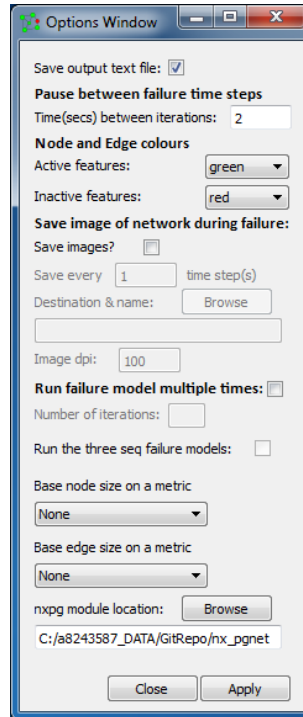 Options Window
Save output text file:
Pause between failure time steps
Time(secs) between iterations: 2
Node and Edge colours
Active features: green
Inactive features: red
Save image of network during failure:
Save images?
Save every 1 time step(s)
Destination & name: Browse
Image dpi: 100
Run failure model multiple times:
Number of iterations:
Run the three seq failure models:
Base node size on a metric
None
Base edge size on a metric
None
nxpg module location: Browse
C:/a8243587_DATA/GitRepo/nx_pgnet
Close Apply